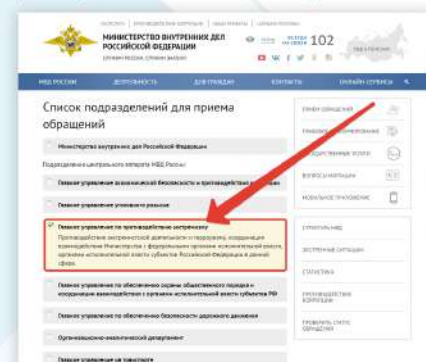 МИНИСТЕРСТВО ВНУТРЕННИХ ДЕЛ
РОССИЙСКОЙ ФЕДЕРАЦИИ
102
МВД РОССИИ
ДЕЯТЕЛЬНОСТЬ
ДЛЯ ГРАЖДАН
КОНТАКТЫ
ОНЛАЙН-СЕРВИСЫ
Список подразделений для приема
обращений
Министерство внутренних дел Российской Федерации
Подразделения центрального аппарата МВД России
Главное управление экономической безопасности и противодействия
Главное управление уголовного розыска
Главное управление по противодействию экстремизму
Противодействие экстремистской деятельности и терроризму, координация
взаимодействия Министерства с федеральными органами исполнительной власти,
органами исполнительной власти субъектов Российской Федерации в данной
сфере.
Главное управление по обеспечению охраны общественного порядка и
координации взаимодействия с органами исполнительной власти субъектов РФ
Главное управление по обеспечению безопасности дорожного движения
Организационно-аналитический департамент
Главное управление на транспорте
ПРИЕМ ОБРАЩЕНИЙ
ВОПРОСЫ МИГРАЦИИ
МОБИЛЬНОЕ ПРИЛОЖЕНИЕ
СТРУКТУРА МВД
ЭКСТРЕННЫЕ СИТУАЦИИ
СТАТИСТИКА
ПРОТИВОДЕЙСТВИЕ
КОРРУПЦИИ
ПРОВЕРИТЬ СТАТУС
ОБРАЩЕНИЯ